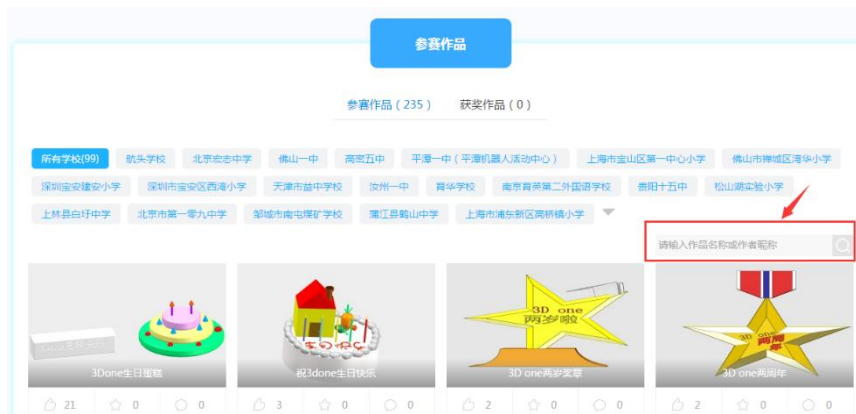 参赛作品
参赛作品（235）  获奖作品（0）
所有学校(99)  航头学校  北京宏志中学  佛山一中  高密五中  平潭一中（平潭机器人活动中心）  上海市宝山区第一中心小学  佛山市禅城区湾华小学
深圳宝安建安小学  深圳市宝安区西湾小学  天津市益中学校  汝州一中  育华学校  南京育英第二外国语学校  贵阳十五中  松山湖实验小学
上林县白圩中学  北京市第一零九中学  邹城市南屯煤矿学校  蒲江县鹤山中学  上海市浦东新区高桥镇小学
请输入作品名称或作者昵称
3D one
两岁啦
3D one
两周年
3Done生日蛋糕  祝3done生日快乐  3D one两岁奖章  3D one两周年
21  0  0  3  0  0  2  0  0  2  0  0